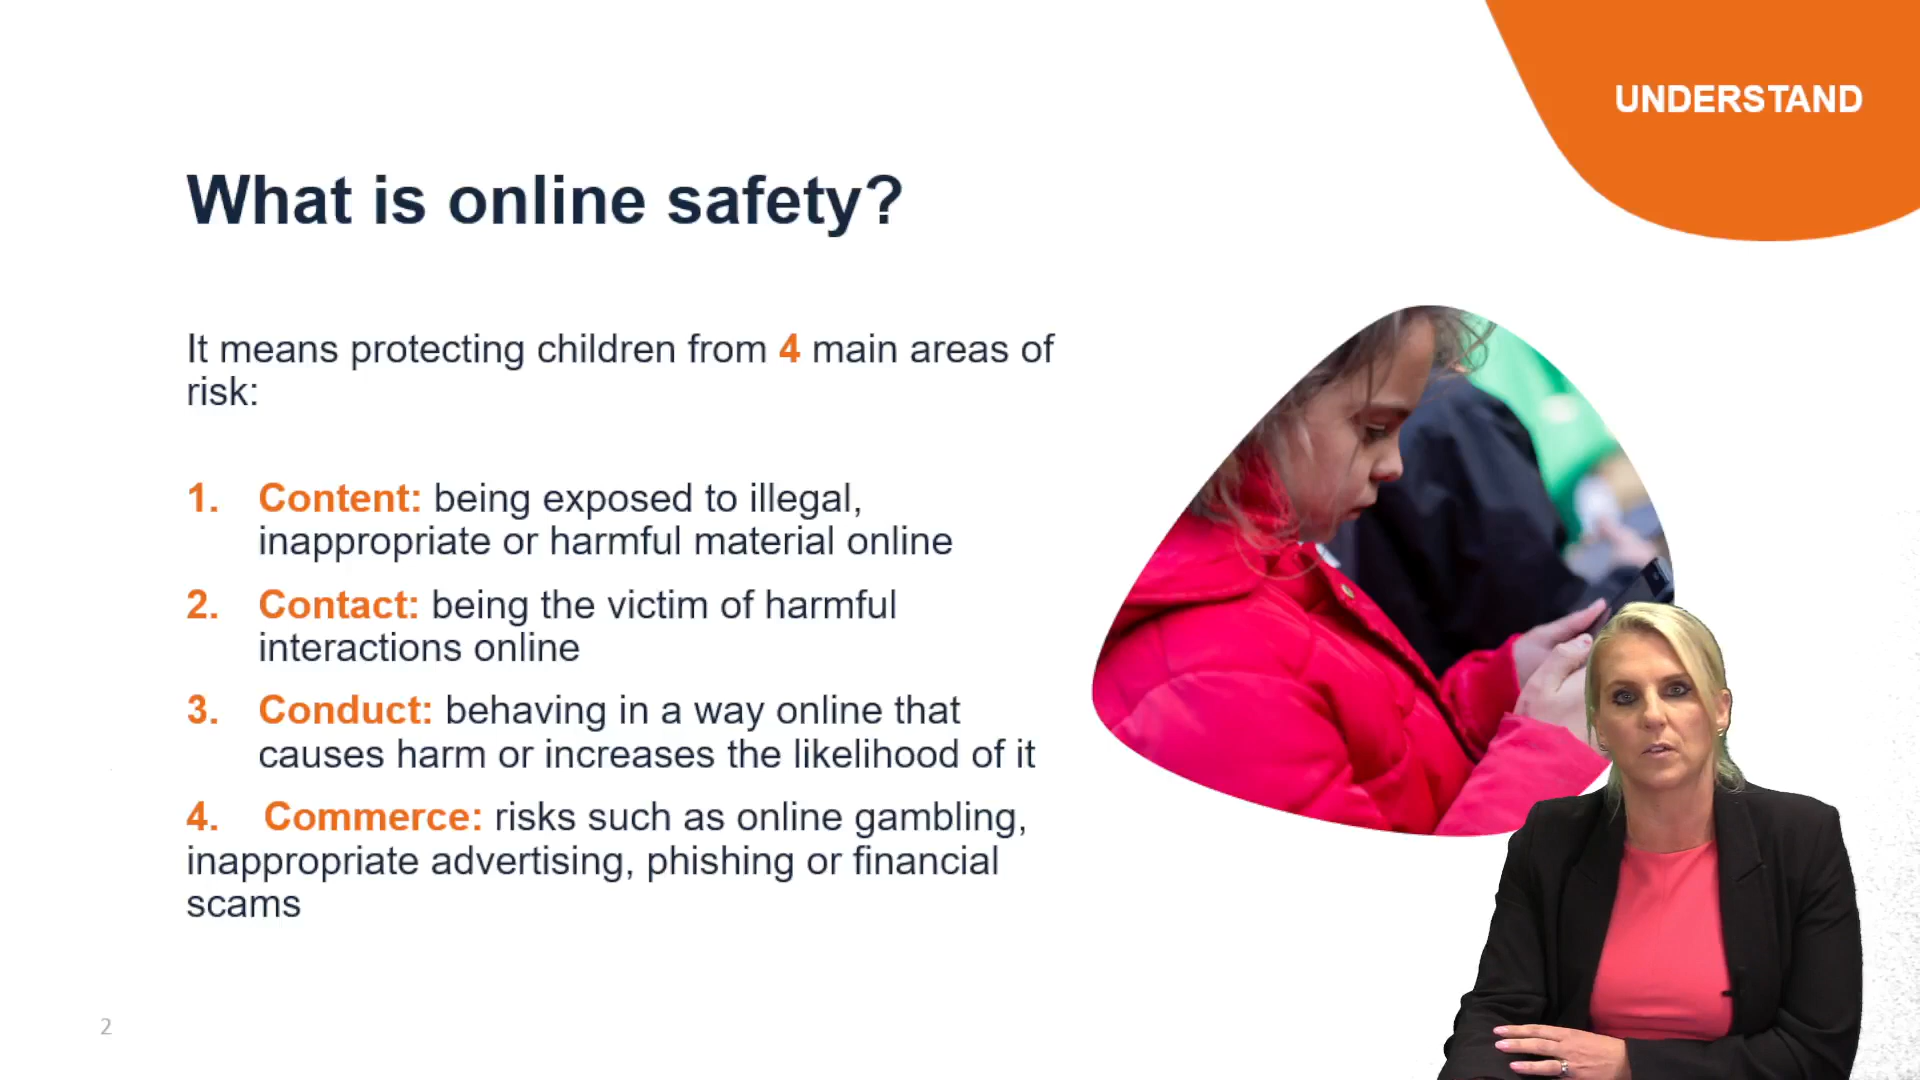 UNDERSTAND
What is online safety?
It means protecting children from 4 main areas of
risk:
1. Content: being exposed to illegal,
inappropriate or harmful material online
2. Contact: being the victim of harmful
interactions online
3. Conduct: behaving in a way online that
causes harm or increases the likelihood of it
4. Commerce: risks such as online gambling,
inappropriate advertising, phishing or financial
scams
2